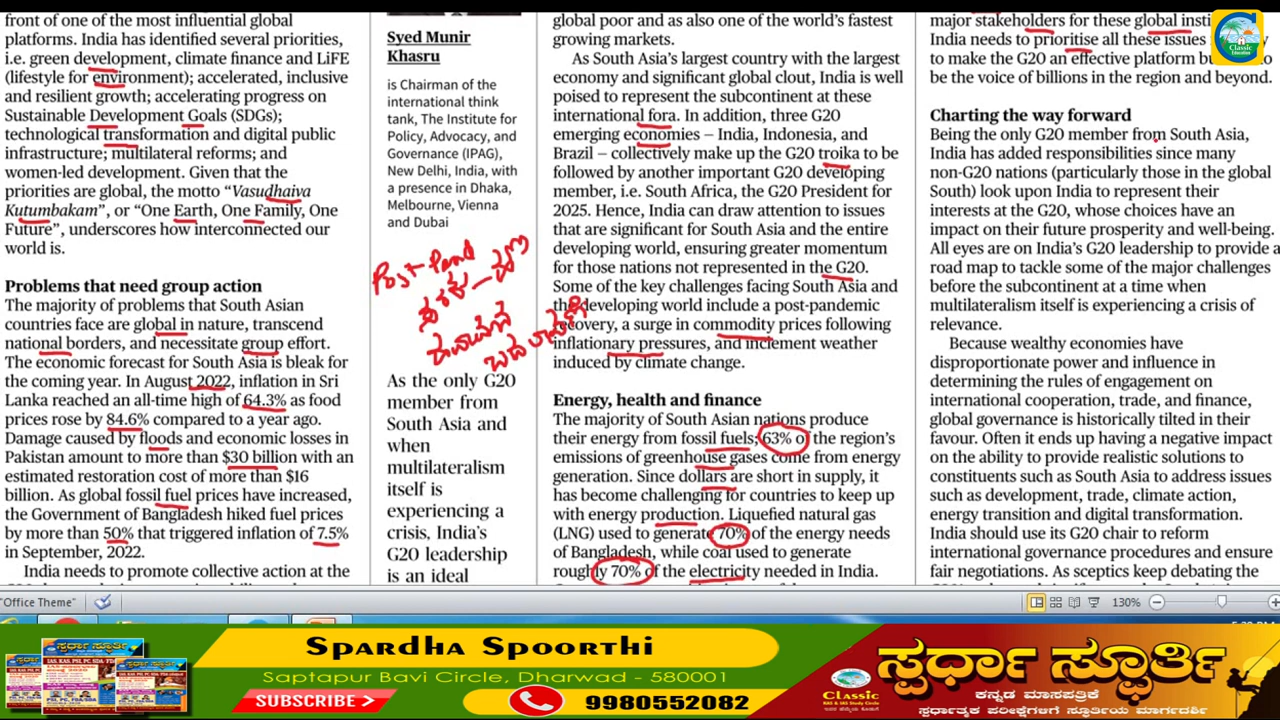 front of one of the most influential global
platforms. India has identified several priorities,
i.e. green development, climate finance and LiFE
(lifestyle for environment); accelerated, inclusive
and resilient growth; accelerating progress on
Sustainable Development Goals (SDGs);
technological transformation and digital public
infrastructure; multilateral reforms; and
women-led development. Given that the
priorities are global, the motto “Vasudhaiva
Kutumbakam”, or “One Earth, One Family, One
Future”, underscores how interconnected our
world is.
Problems that need group action
The majority of problems that South Asian
countries face are global in nature, transcend
national borders, and necessitate group effort.
The economic forecast for South Asia is bleak for
the coming year. In August 2022, inflation in Sri
Lanka reached an all-time high of 64.3% as food
prices rose by 84.6% compared to a year ago.
Damage caused by floods and economic losses in
Pakistan amount to more than $30 billion with an
estimated restoration cost of more than $16
billion. As global fossil fuel prices have increased,
the Government of Bangladesh hiked fuel prices
by more than 50% that triggered inflation of 7.5%
in September, 2022.
India needs to promote collective action at the
Syed Munir
Khasru
is Chairman of the
international think
tank, The Institute for
Policy, Advocacy, and
Governance (IPAG),
New Delhi, India, with
a presence in Dhaka,
Melbourne, Vienna
and Dubai
Post-Pand
As the only G20
member from
South Asia and
when
multilateralism
itself is
experiencing a
crisis, India’s
G20 leadership
is an ideal
global poor and as also one of the world’s fastest
growing markets.
As South Asia’s largest country with the largest
economy and significant global clout, India is well
poised to represent the subcontinent at these
international fora. In addition, three G20
emerging economies – India, Indonesia, and
Brazil – collectively make up the G20 troika to be
followed by another important G20 developing
member, i.e. South Africa, the G20 President for
2025. Hence, India can draw attention to issues
that are significant for South Asia and the entire
developing world, ensuring greater momentum
for those nations not represented in the G20.
Some of the key challenges facing South Asia and
the developing world include a post-pandemic
recovery, a surge in commodity prices following
inflationary pressures, and inclement weather
induced by climate change.
Energy, health and finance
The majority of South Asian nations produce
their energy from fossil fuels; 63% of the region’s
emissions of greenhouse gases come from energy
generation. Since dollars are short in supply, it
has become challenging for countries to keep up
with energy production. Liquefied natural gas
(LNG) used to generate 70% of the energy needs
of Bangladesh, while coal used to generate
roughly 70% of the electricity needed in India.
major stakeholders for these global insti
India needs to prioritise all these issues
to make the G20 an effective platform bu
be the voice of billions in the region and beyond.
Charting the way forward
Being the only G20 member from South Asia,
India has added responsibilities since many
non-G20 nations (particularly those in the global
South) look upon India to represent their
interests at the G20, whose choices have an
impact on their future prosperity and well-being.
All eyes are on India’s G20 leadership to provide a
road map to tackle some of the major challenges
before the subcontinent at a time when
multilateralism itself is experiencing a crisis of
relevance.
Because wealthy economies have
disproportionate power and influence in
determining the rules of engagement on
international cooperation, trade, and finance,
global governance is historically tilted in their
favour. Often it ends up having a negative impact
on the ability to provide realistic solutions to
constituents such as South Asia to address issues
such as development, trade, climate action,
energy transition and digital transformation.
India should use its G20 chair to reform
international governance procedures and ensure
fair negotiations. As sceptics keep debating the
Classic
"Office Theme"
130%
Spardha Spoorthi
Saptapur Bavi Circle, Dharwad - 580001
SUBSCRIBE
9980552082
ಸ್ಪರ್ಧಾ ಸ್ಫೂರ್ತಿ
ಕನ್ನಡ ಮಾಸಪತ್ರಿಕೆ
ಸ್ಪರ್ಧಾತ್ಮಕ ಪರೀಕ್ಷೆಗಳಿಗೆ ಸ್ಫೂರ್ತಿಯ ಮಾರ್ಗದರ್ಶಿ
Classic
KAS & IAS Study Circle